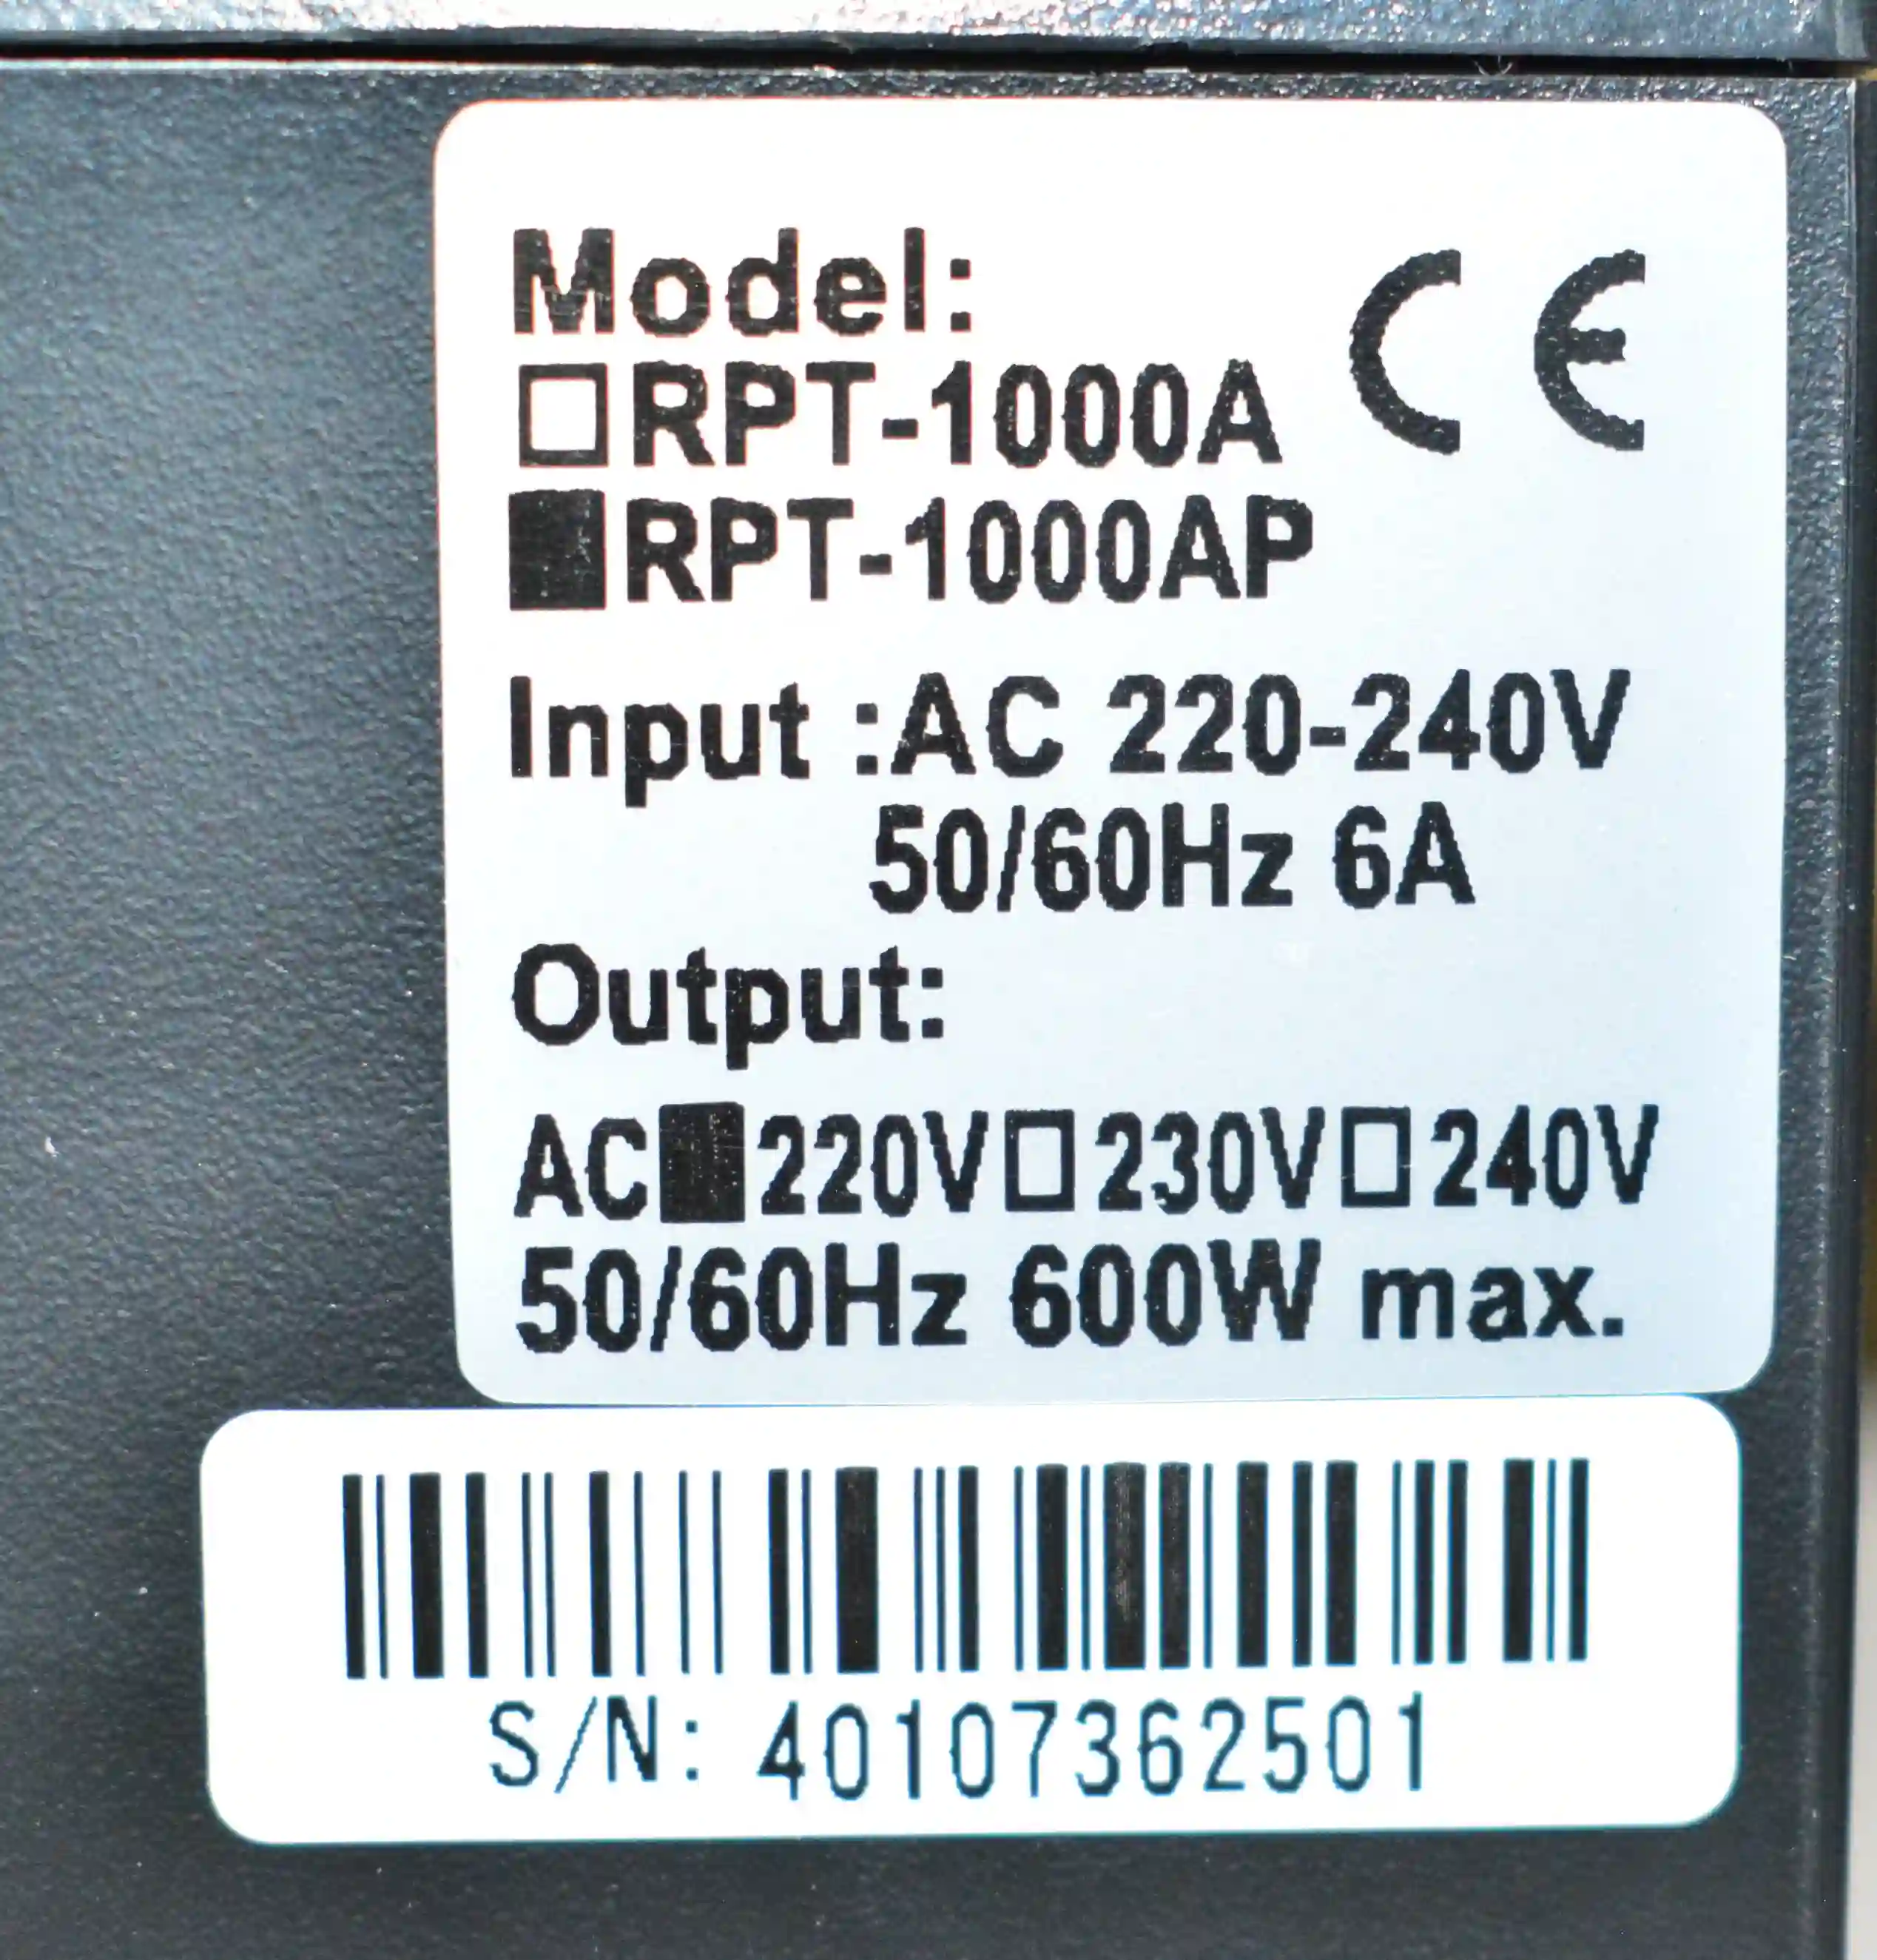 Model:
CE
□RPT-1000A
■RPT-1000AP
Input :AC 220-240V
50/60Hz 6A
Output:
AC■220V□230V□240V
50/60Hz 600W max.
S/N: 40107362501